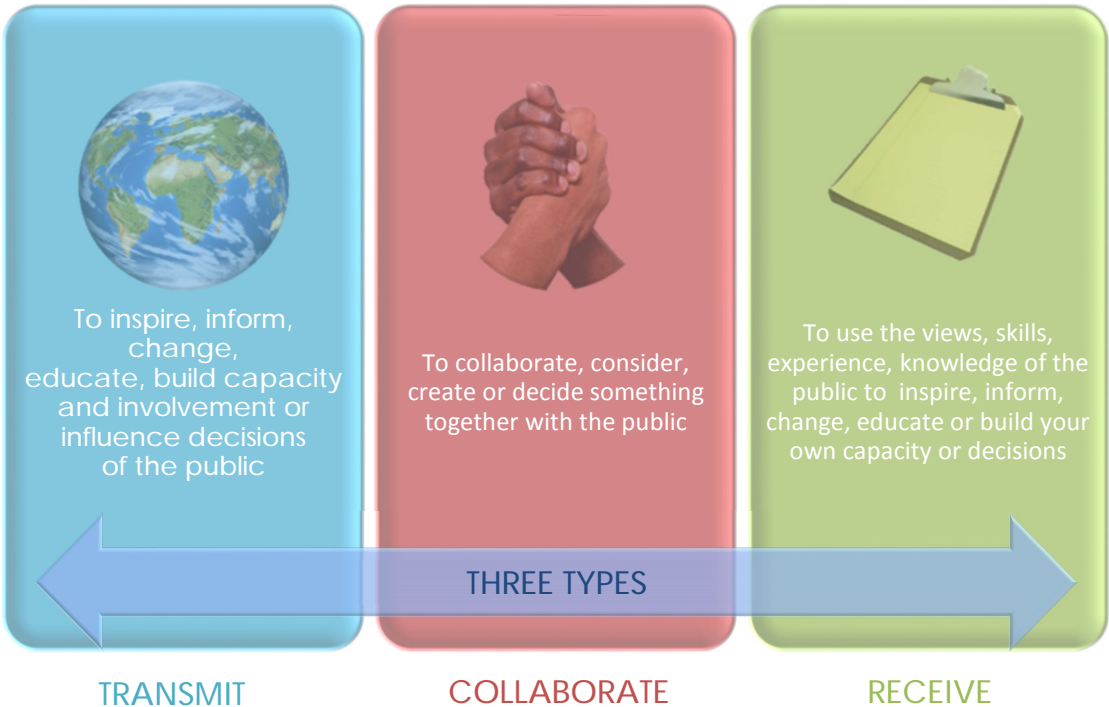 To inspire, inform,
change,
educate, build capacity
and involvement or
influence decisions
of the public
To collaborate, consider,
create or decide something
together with the public
To use the views, skills,
experience, knowledge of the
public to  inspire, inform,
change, educate or build your
own capacity or decisions
THREE TYPES
TRANSMIT
COLLABORATE
RECEIVE